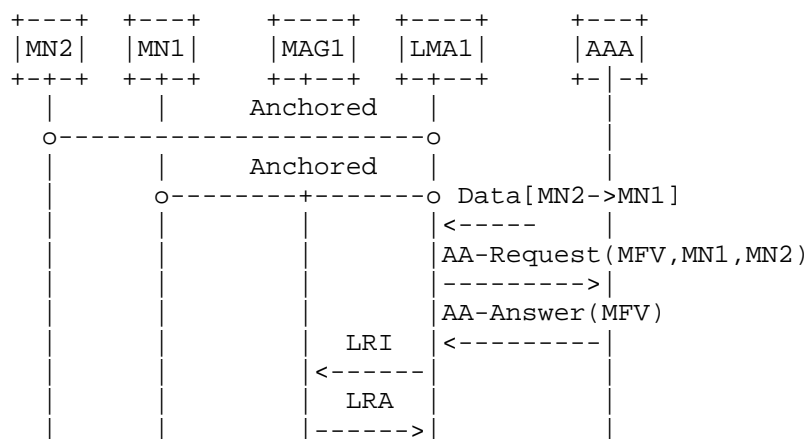 MN2 MN1 MAG1 LMA1 AAA
Anchored
Anchored
Data[MN2->MN1]
AA-Request(MFV,MN1,MN2)
AA-Answer(MFV)
LRI
LRA